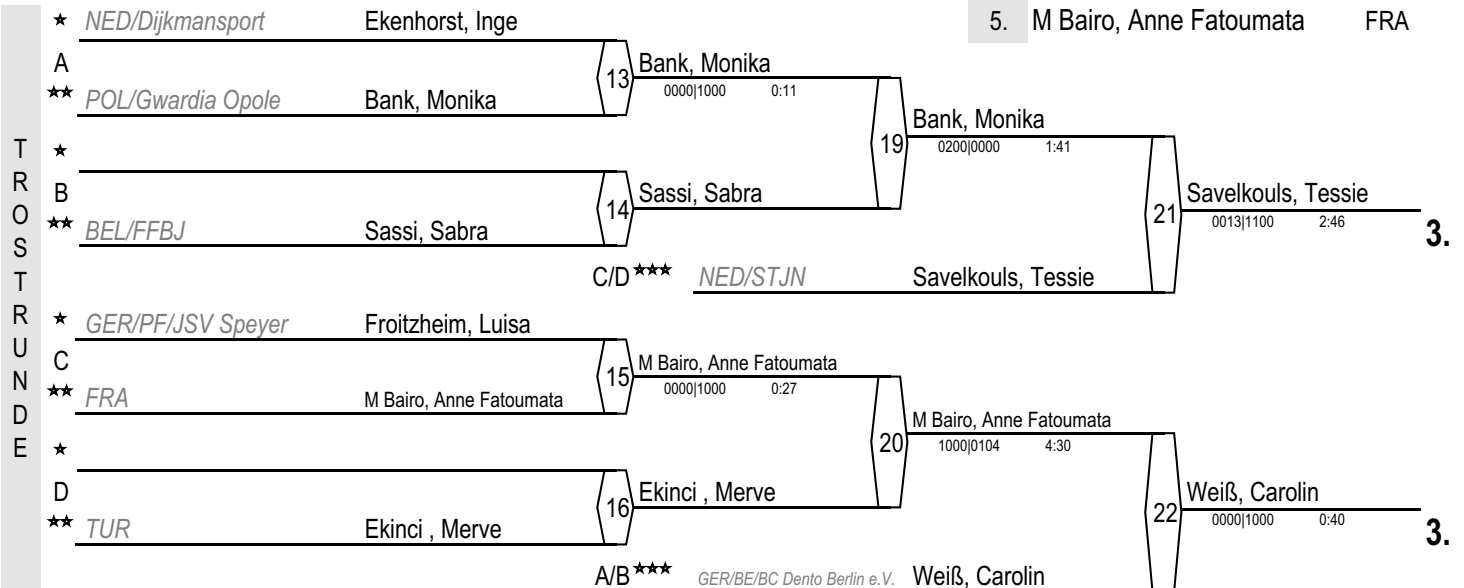 5. M Bairo, Anne Fatoumata FRA
TROSTRUNDE
★ NED/Dijkmansport Ekenhorst, Inge
A
13 Bank, Monika
0000|1000 0:11
★★ POL/Gwardia Opole Bank, Monika
19 Bank, Monika
0200|0000 1:41
★
B
14 Sassi, Sabra
★★ BEL/FFBJ Sassi, Sabra
21 Savelkouls, Tessie
0013|1100 2:46
3.
C/D ★★★ NED/STJN Savelkouls, Tessie
★ GER/PF/JSV Speyer Froitzheim, Luisa
C
15 M Bairo, Anne Fatoumata
0000|1000 0:27
★★ FRA M Bairo, Anne Fatoumata
20 M Bairo, Anne Fatoumata
1000|0104 4:30
★
D
16 Ekinci , Merve
★★ TUR Ekinci , Merve
22 Weiß, Carolin
0000|1000 0:40
3.
A/B ★★★ GER/BE/BC Dento Berlin e.V. Weiß, Carolin